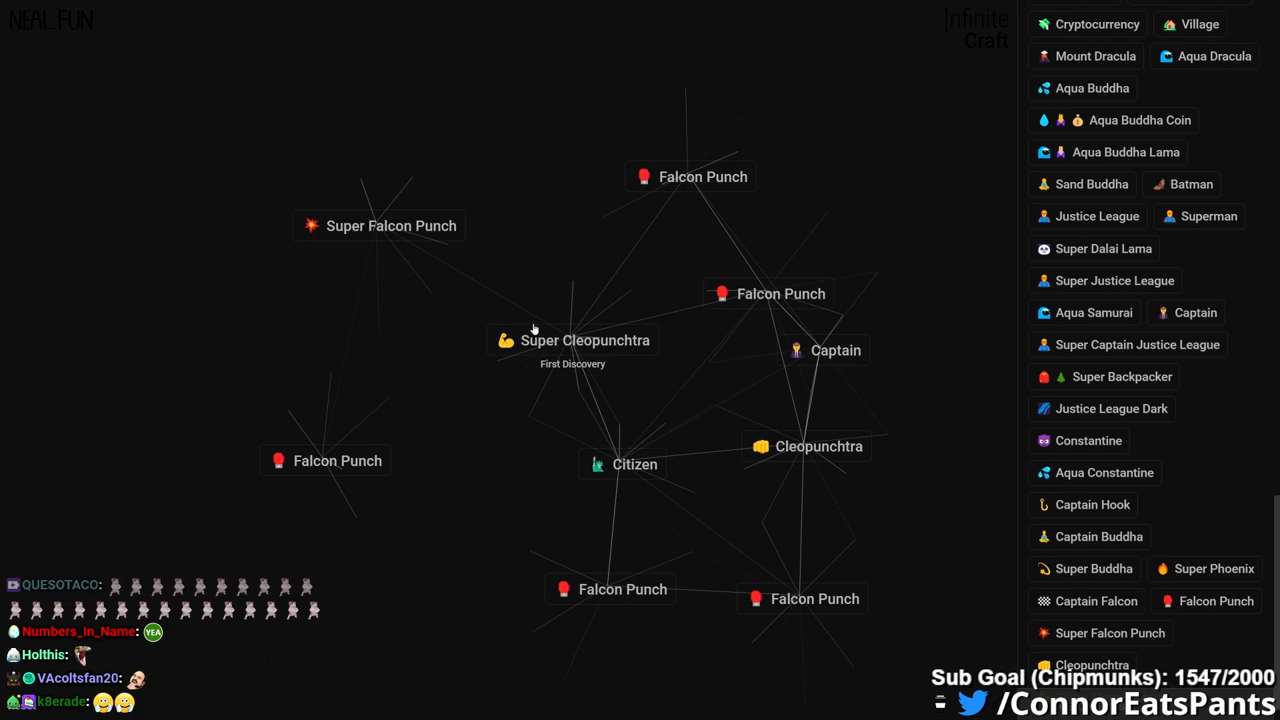 NEAL.FUN
Infinite
Craft
Falcon Punch
Super Falcon Punch
Falcon Punch
Super Cleopunchtra
First Discovery
Captain
Cleopunchtra
Falcon Punch
Citizen
Falcon Punch
Falcon Punch
Cryptocurrency Village
Mount Dracula Aqua Dracula
Aqua Buddha
Aqua Buddha Coin
Aqua Buddha Lama
Sand Buddha Batman
Justice League Superman
Super Dalai Lama
Super Justice League
Aqua Samurai Captain
Super Captain Justice League
Super Backpacker
Justice League Dark
Constantine
Aqua Constantine
Captain Hook
Captain Buddha
Super Buddha Super Phoenix
Captain Falcon Falcon Punch
Super Falcon Punch
Cleopunchtra
QUESOTACO:
Numbers_In_Name: YEA
Holthis:
VAcoltsfan20:
k8erade:
Sub Goal (Chipmunks): 1547/2000
/ConnorEatsPants